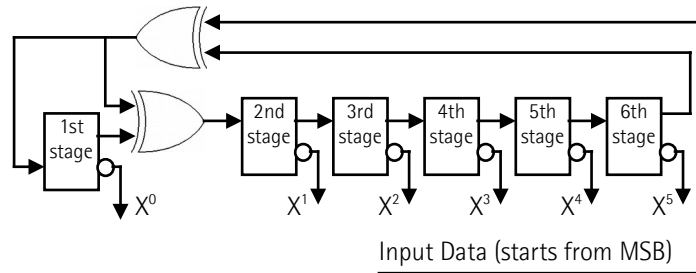 1st
stage
2nd
stage
3rd
stage
4th
stage
5th
stage
6th
stage
X⁰
X¹
X²
X³
X⁴
X⁵
Input Data (starts from MSB)